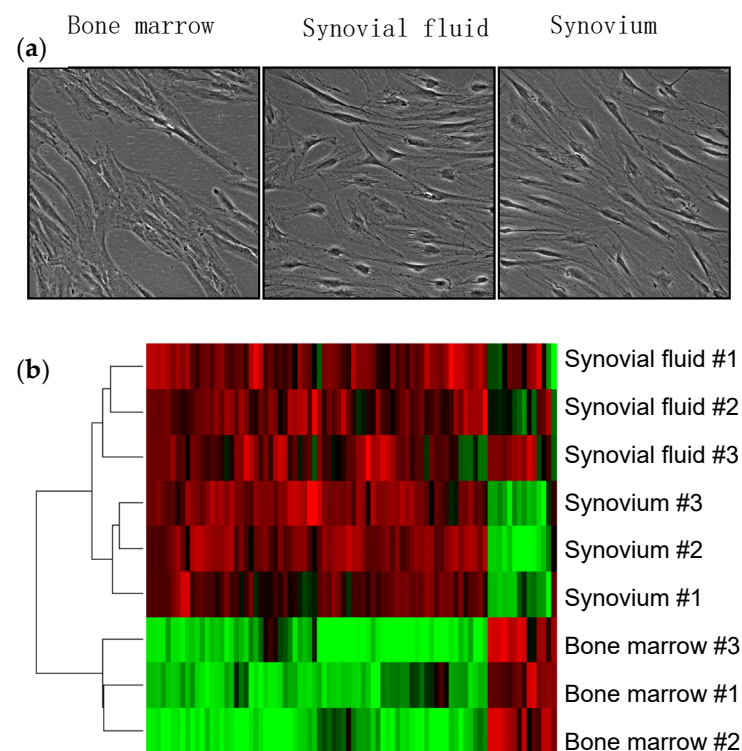 Bone marrow
Synovial fluid
Synovium
(a)
(b)
Synovial fluid #1
Synovial fluid #2
Synovial fluid #3
Synovium #3
Synovium #2
Synovium #1
Bone marrow #3
Bone marrow #1
Bone marrow #2